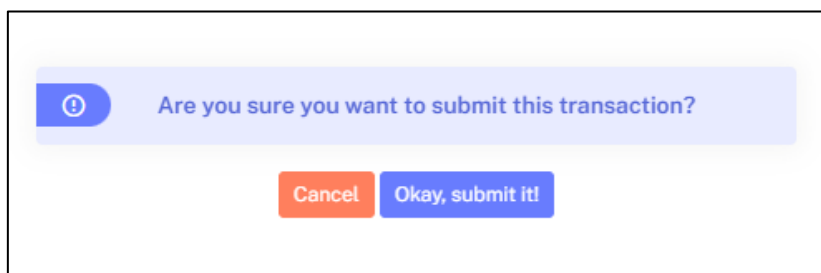 Are you sure you want to submit this transaction?
Cancel Okay, submit it!